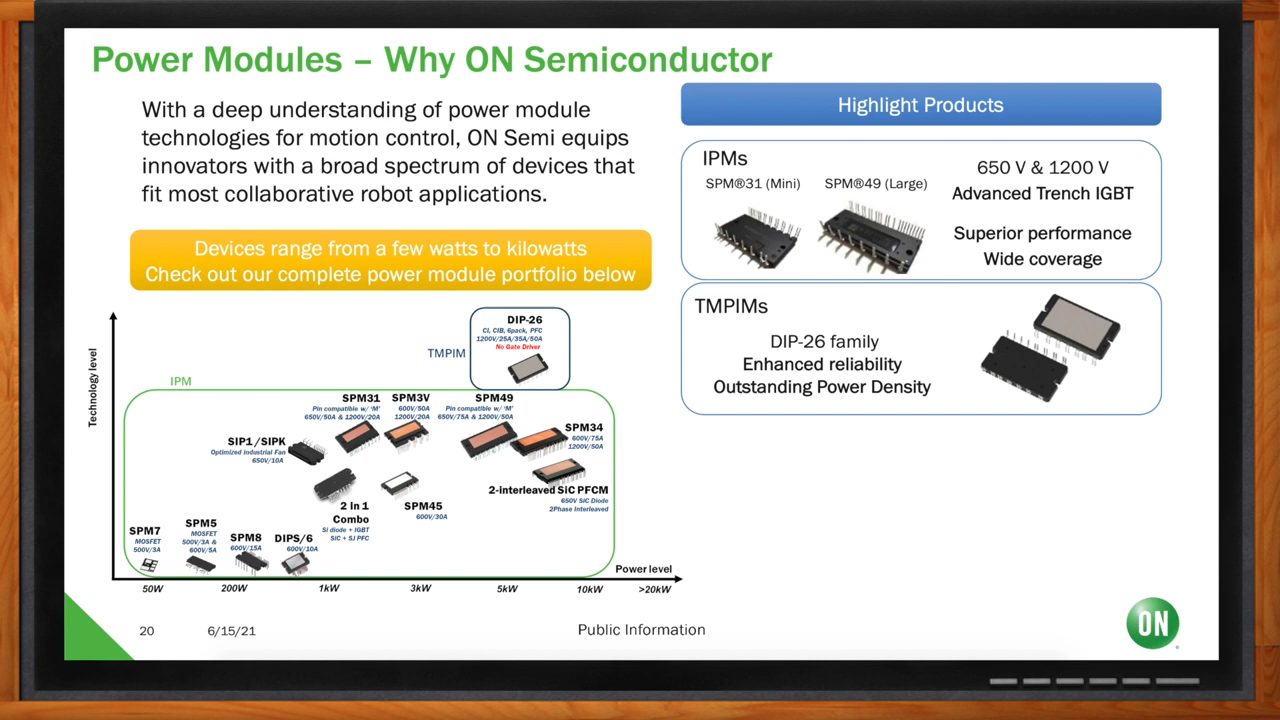 Power Modules – Why ON Semiconductor
With a deep understanding of power module
technologies for motion control, ON Semi equips
innovators with a broad spectrum of devices that
fit most collaborative robot applications.
Devices range from a few watts to kilowatts
Check out our complete power module portfolio below
Technology level
TMPIM
DIP-26
CI, CIB, 6pack, PFC
1200V/25A/35A/50A
No Gate Driver
IPM
SPM31
Pin compatible w/ 'M'
650V/50A & 1200V/20A
SPM3V
600V/50A
1200V/20A
SPM49
Pin compatible w/ 'M'
650V/75A & 1200V/50A
SPM34
600V/75A
1200V/50A
SIP1/SIPK
Optimized Industrial Fan
650V/10A
2-interleaved SiC PFCM
650V SiC Diode
2Phase Interleaved
2 In 1
Combo
Si diode + IGBT
SiC + SJ PFC
SPM45
600V/30A
SPM7
MOSFET
500V/3A
SPM5
MOSFET
500V/3A &
600V/5A
SPM8
600V/15A
DIPS/6
600V/10A
Power level
50W
200W
1kW
3kW
5kW
10kW
>20kW
Highlight Products
IPMs
SPM®31 (Mini)
SPM®49 (Large)
650 V & 1200 V
Advanced Trench IGBT
Superior performance
Wide coverage
TMPIMs
DIP-26 family
Enhanced reliability
Outstanding Power Density
20
6/15/21
Public Information
ON